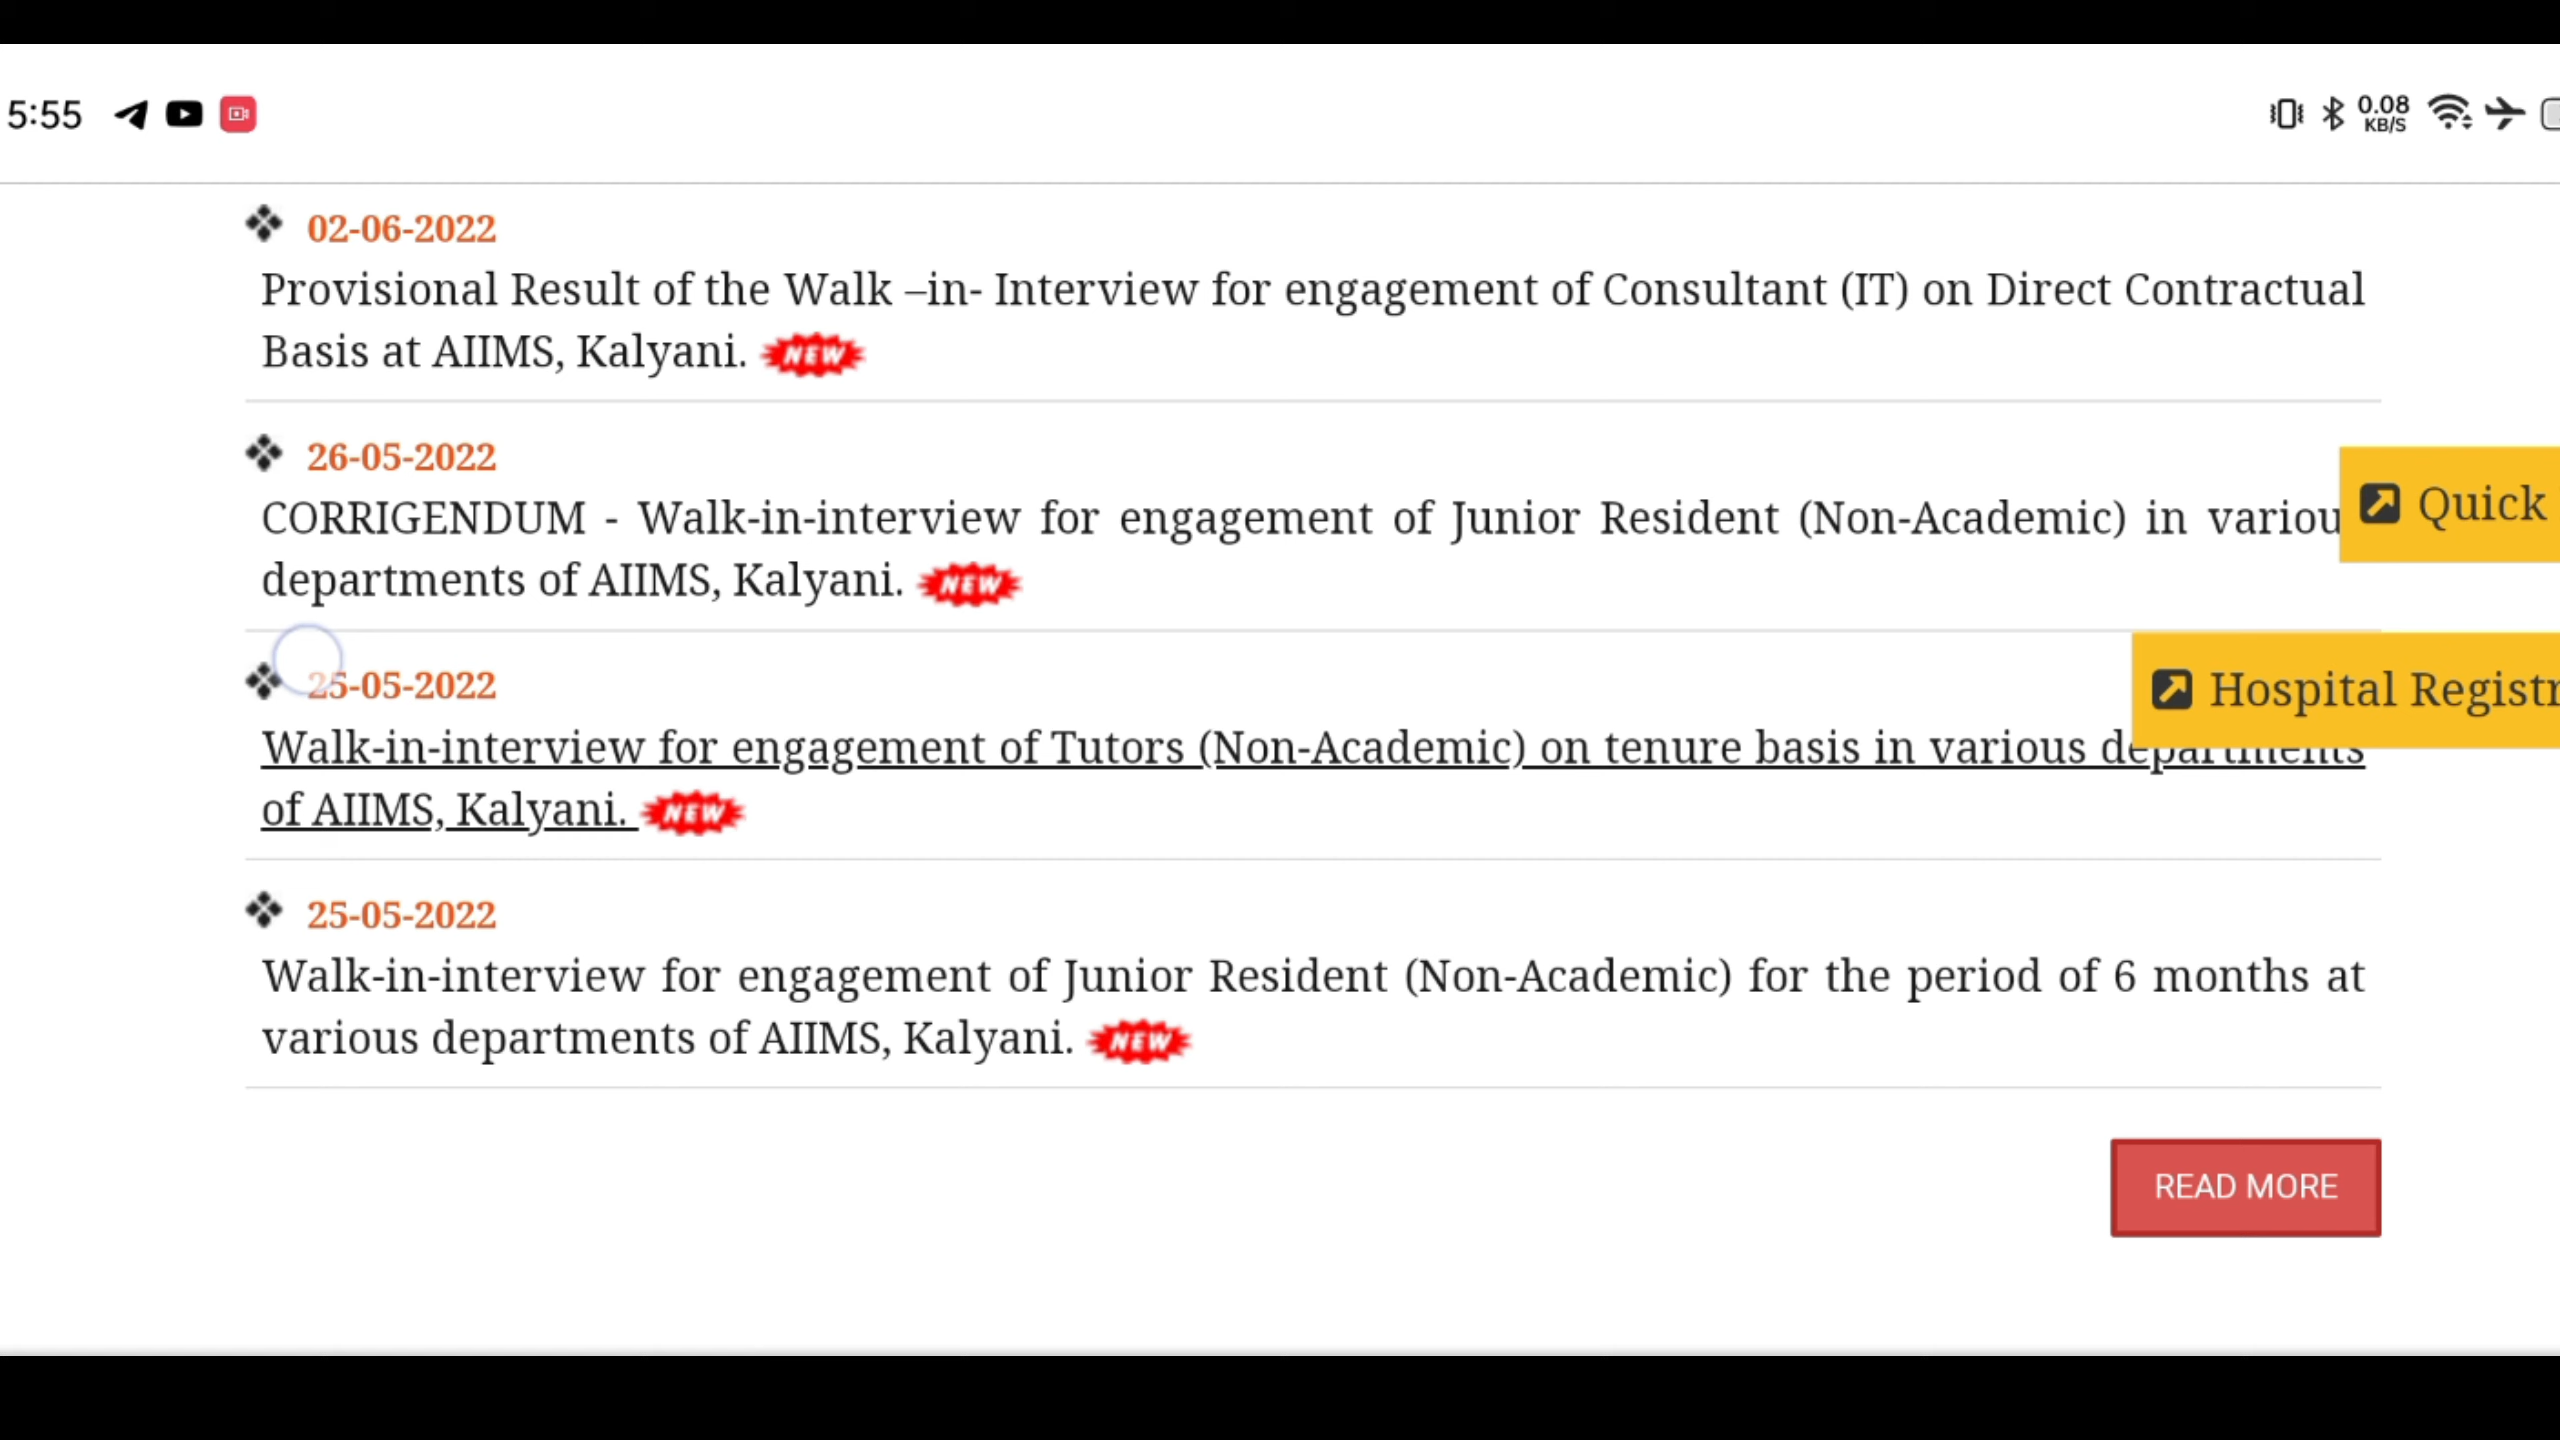 5:55
0.08
KB/S
02-06-2022
Provisional Result of the Walk –in- Interview for engagement of Consultant (IT) on Direct Contractual
Basis at AIIMS, Kalyani. NEW
26-05-2022
CORRIGENDUM - Walk-in-interview for engagement of Junior Resident (Non-Academic) in variou
Quick
departments of AIIMS, Kalyani. NEW
25-05-2022
Hospital Registr
Walk-in-interview for engagement of Tutors (Non-Academic) on tenure basis in various departments
of AIIMS, Kalyani. NEW
25-05-2022
Walk-in-interview for engagement of Junior Resident (Non-Academic) for the period of 6 months at
various departments of AIIMS, Kalyani. NEW
READ MORE